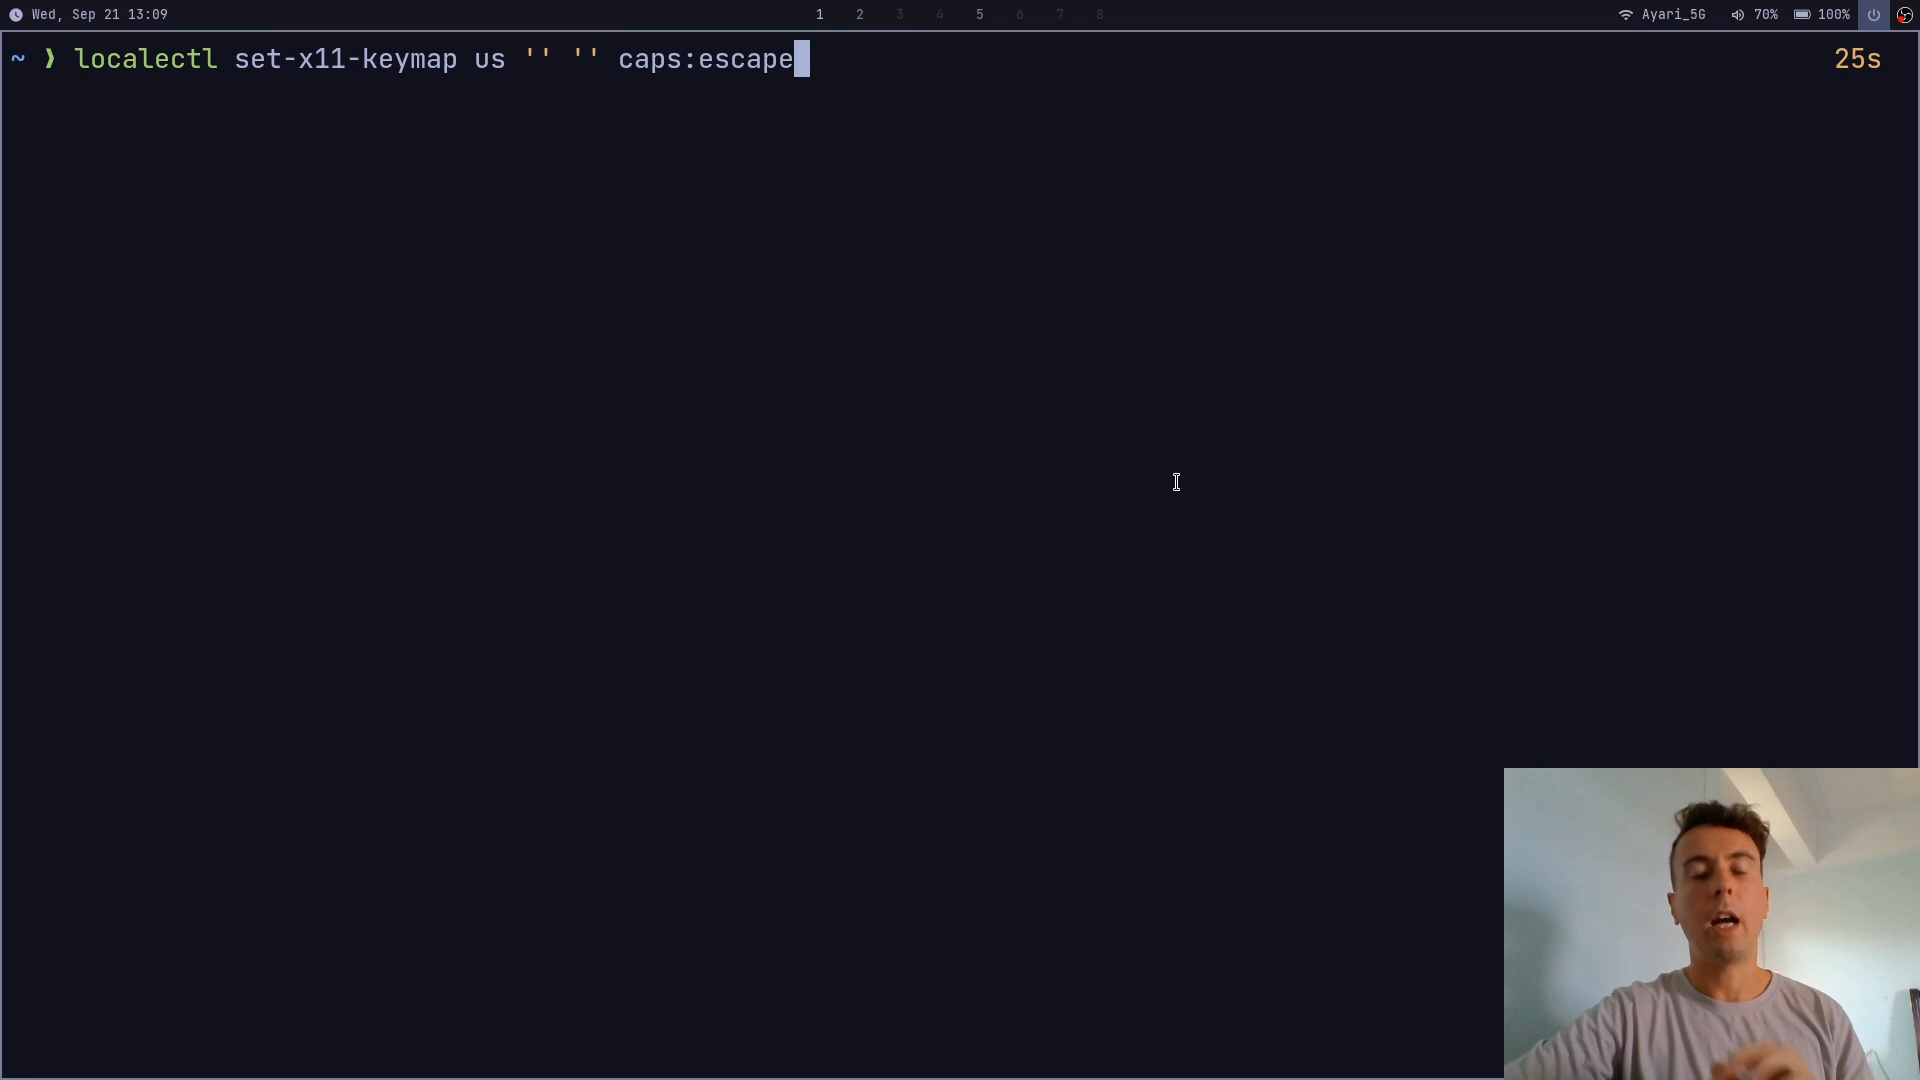 Wed, Sep 21 13:09
1 2 3 4 5 6 7 8
Ayari_5G 70% 100%
~ ❯ localectl set-x11-keymap us '' '' caps:escape
25s